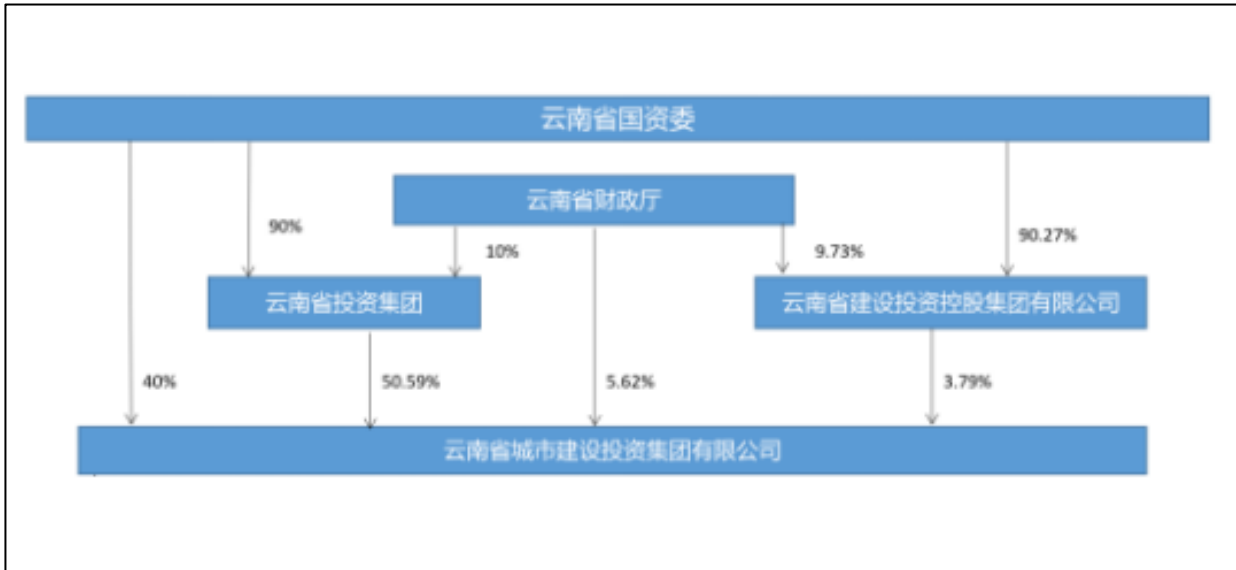 云南省国资委
云南省财政厅
90%
10%
9.73%
90.27%
云南省投资集团
云南省建设投资控股集团有限公司
40%
50.59%
5.62%
3.79%
云南省城市建设投资集团有限公司